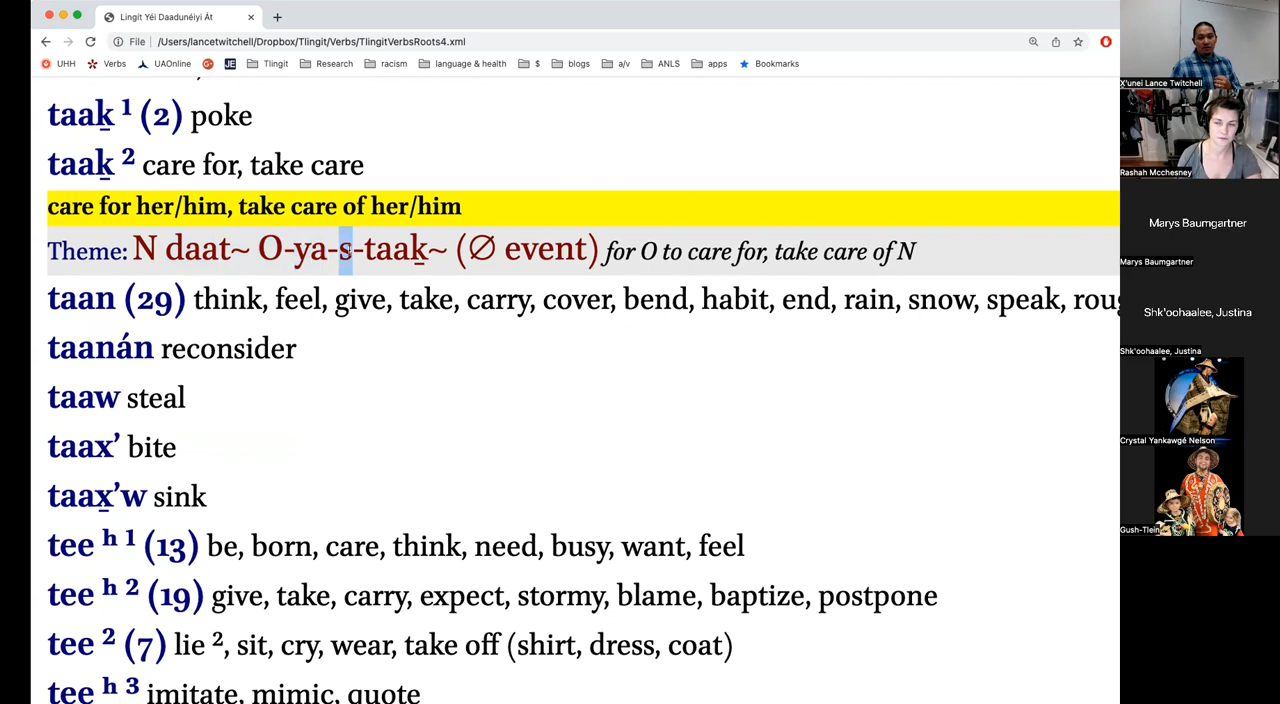 Lingít Yéi Daadunéiyi Át
File | /Users/lancetwitchell/Dropbox/Tlingit/Verbs/TlingitVerbsRoots4.xml
UHH Verbs UAOnline JE Tlingit Research racism language & health $ blogs a/v ANLS apps Bookmarks
taaḵ ¹ (2) poke
taaḵ ² care for, take care
care for her/him, take care of her/him
Theme: N daat~ O-ya-s-taaḵ~ (∅ event) for O to care for, take care of N
taan (29) think, feel, give, take, carry, cover, bend, habit, end, rain, snow, speak, roug
taanán reconsider
taaw steal
taax’ bite
taax̱’w sink
tee ʰ ¹ (13) be, born, care, think, need, busy, want, feel
tee ʰ ² (19) give, take, carry, expect, stormy, blame, baptize, postpone
tee ² (7) lie ², sit, cry, wear, take off (shirt, dress, coat)
tee ʰ ³ imitate, mimic, quote
X'unei Lance Twitchell
Rashah Mcchesney
Marys Baumgartner
Marys Baumgartner
Shk'oohaalee, Justina
Shk'oohaalee, Justina
Crystal Yankawgé Nelson
Gush-Tlein